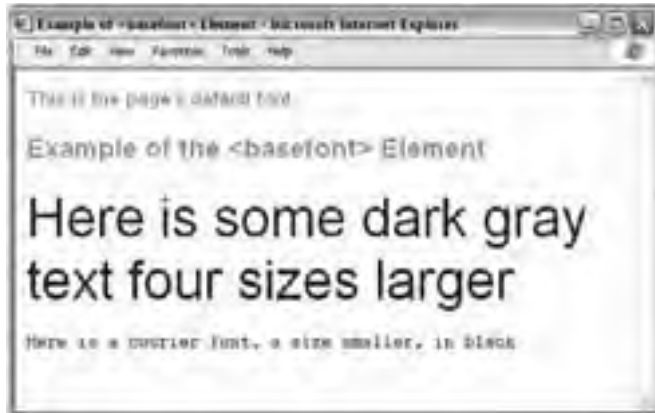 Example of <basefont> Element - Microsoft Internet Explorer
File Edit View Favorites Tools Help
This is the page's default font
Example of the <basefont> Element
Here is some dark gray
text four sizes larger
Here is a courier font, a size smaller, in black